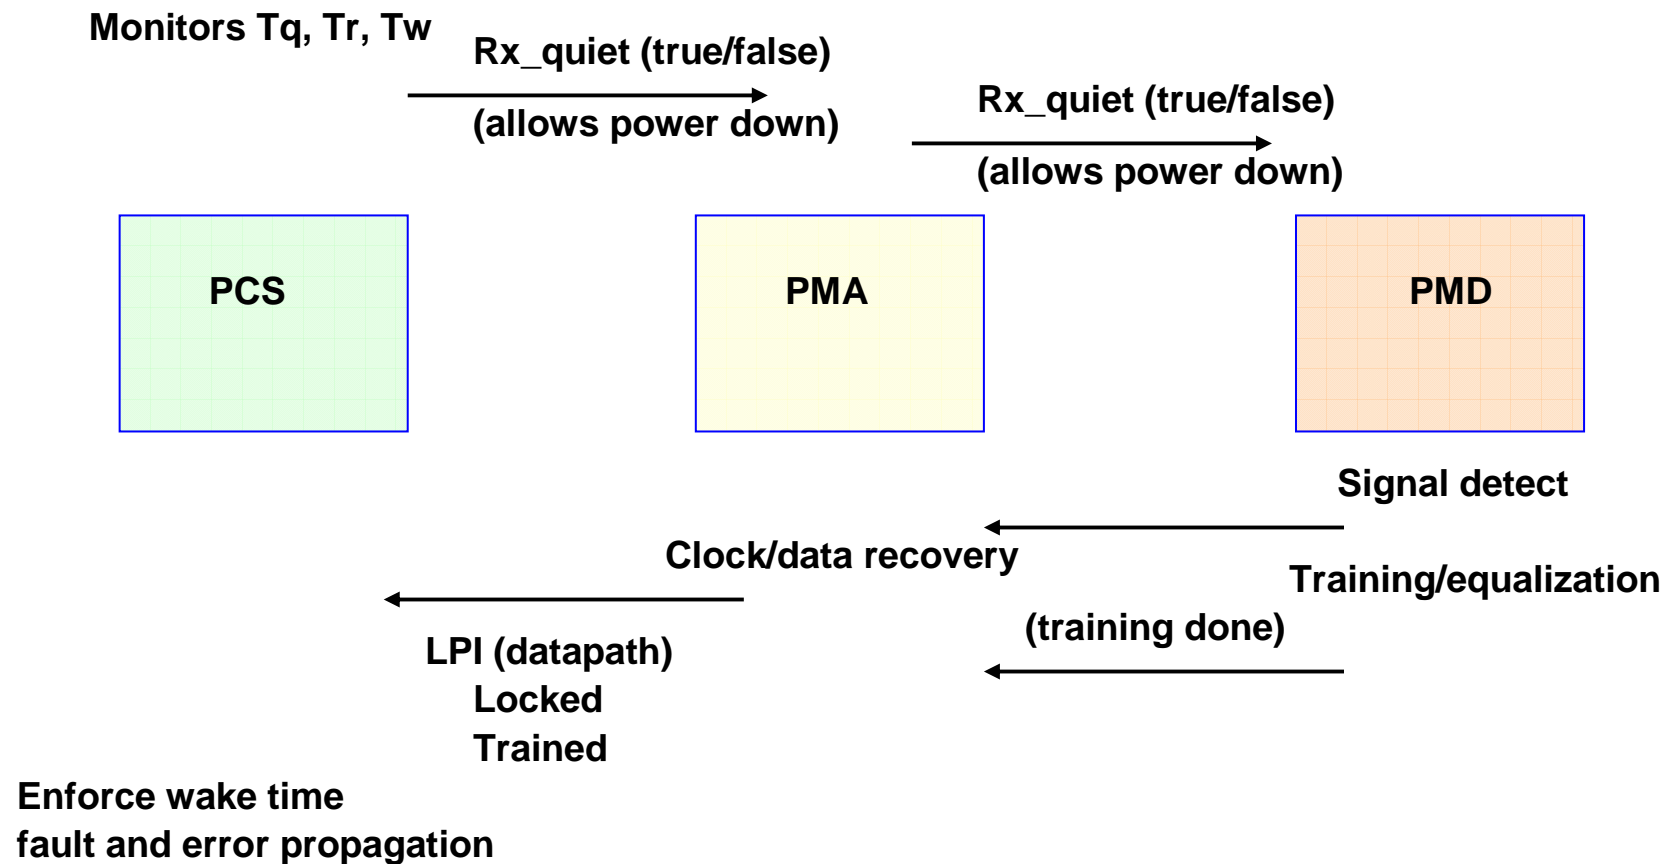 Monitors Tq, Tr, Tw
Rx_quiet (true/false)
(allows power down)
Rx_quiet (true/false)
(allows power down)
PCS
PMA
PMD
Signal detect
Clock/data recovery
Training/equalization
(training done)
LPI (datapath)
Locked
Trained
Enforce wake time
fault and error propagation